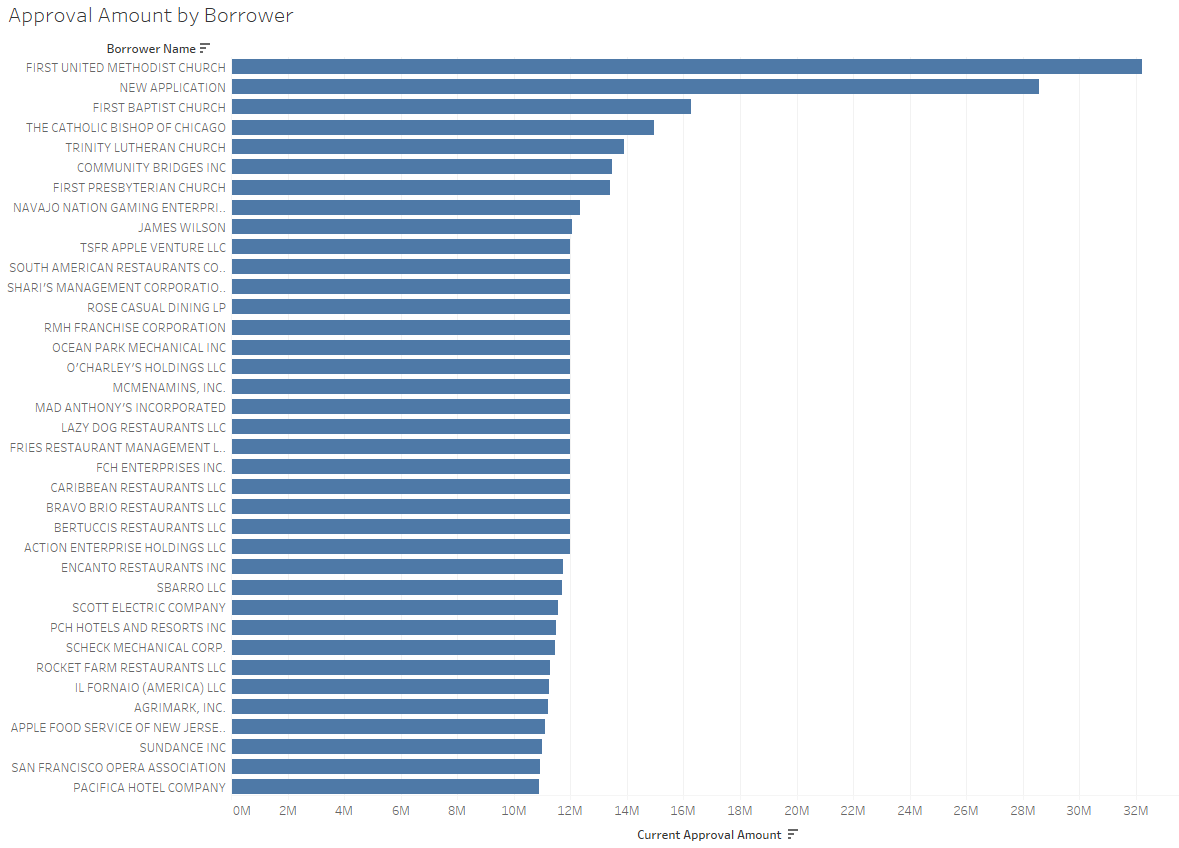 Approval Amount by Borrower
Borrower Name
FIRST UNITED METHODIST CHURCH
NEW APPLICATION
FIRST BAPTIST CHURCH
THE CATHOLIC BISHOP OF CHICAGO
TRINITY LUTHERAN CHURCH
COMMUNITY BRIDGES INC
FIRST PRESBYTERIAN CHURCH
NAVAJO NATION GAMING ENTERPRI..
JAMES WILSON
TSFR APPLE VENTURE LLC
SOUTH AMERICAN RESTAURANTS CO..
SHARI'S MANAGEMENT CORPORATIO..
ROSE CASUAL DINING LP
RMH FRANCHISE CORPORATION
OCEAN PARK MECHANICAL INC
O'CHARLEY'S HOLDINGS LLC
MCMENAMINS, INC.
MAD ANTHONY'S INCORPORATED
LAZY DOG RESTAURANTS LLC
FRIES RESTAURANT MANAGEMENT L..
FCH ENTERPRISES INC.
CARIBBEAN RESTAURANTS LLC
BRAVO BRIO RESTAURANTS LLC
BERTUCCIS RESTAURANTS LLC
ACTION ENTERPRISE HOLDINGS LLC
ENCANTO RESTAURANTS INC
SBARRO LLC
SCOTT ELECTRIC COMPANY
PCH HOTELS AND RESORTS INC
SCHECK MECHANICAL CORP.
ROCKET FARM RESTAURANTS LLC
IL FORNAIO (AMERICA) LLC
AGRIMARK, INC.
APPLE FOOD SERVICE OF NEW JERSE..
SUNDANCE INC
SAN FRANCISCO OPERA ASSOCIATION
PACIFICA HOTEL COMPANY
0M 2M 4M 6M 8M 10M 12M 14M 16M 18M 20M 22M 24M 26M 28M 30M 32M
Current Approval Amount